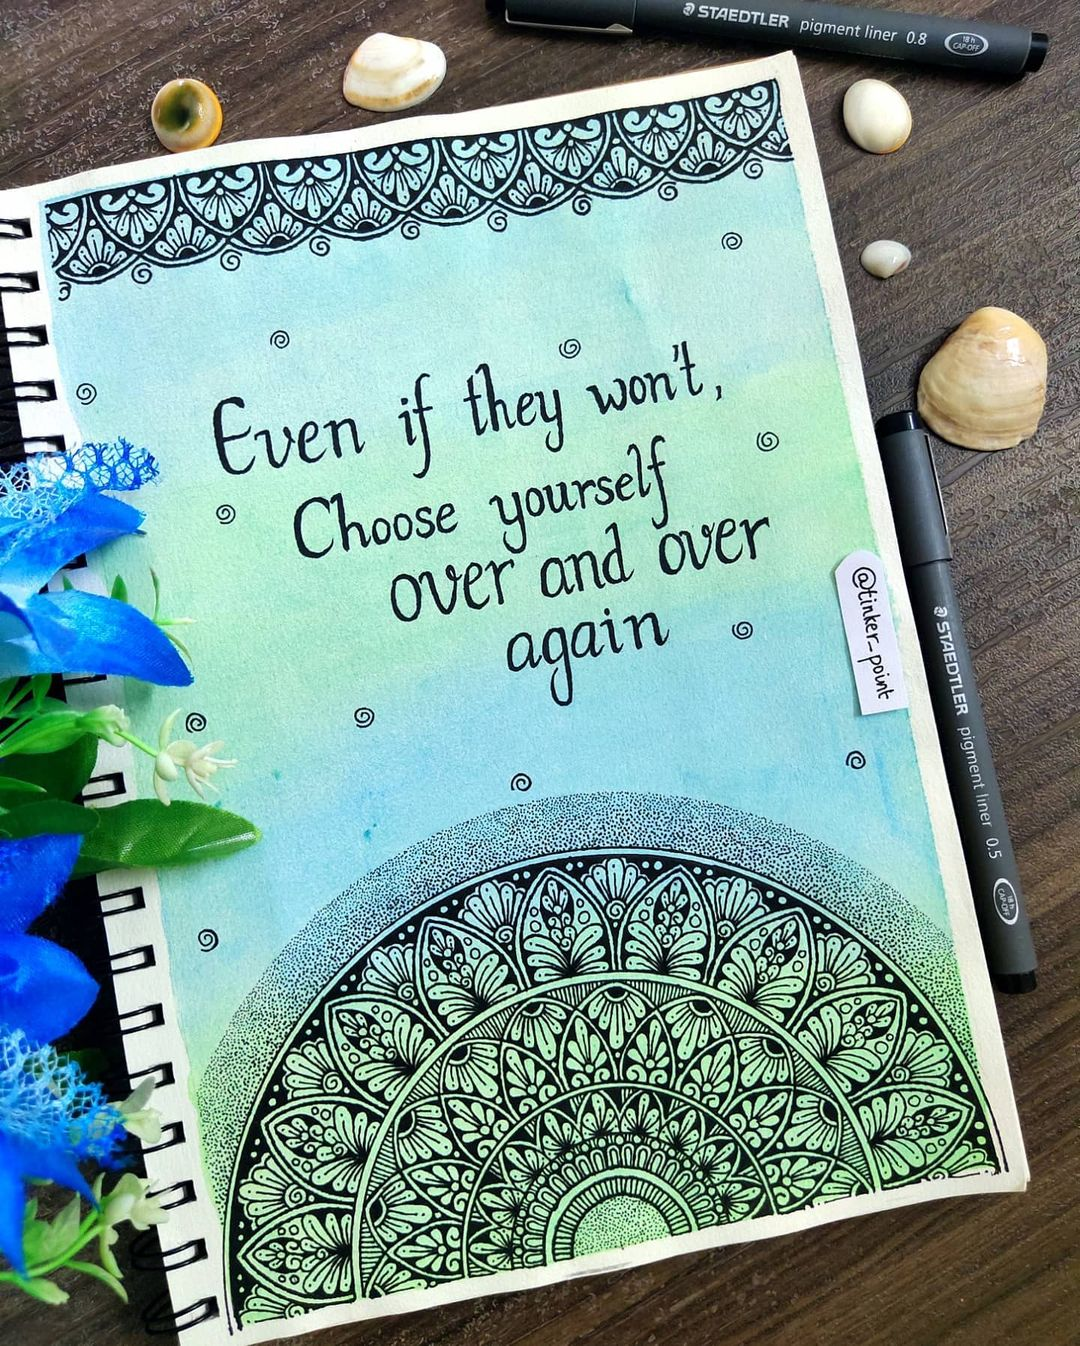 STAEDTLER pigment liner 0.8 18 h CAP-OFF
Even if they won't,
Choose yourself
over and over
again
@tinker_point
STAEDTLER pigment liner 0.5 18 h CAP-OFF